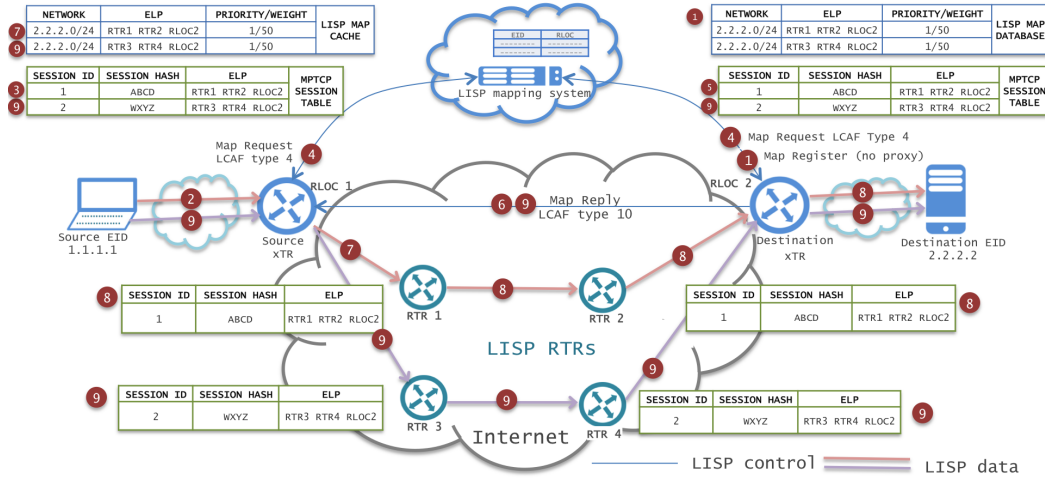 1
NETWORK ELP PRIORITY/WEIGHT LISP MAP CACHE
7 2.2.2.0/24 RTR1 RTR2 RLOC2 1/50
9 2.2.2.0/24 RTR3 RTR4 RLOC2 1/50
NETWORK ELP PRIORITY/WEIGHT LISP MAP DATABASE
2.2.2.0/24 RTR1 RTR2 RLOC2 1/50
2.2.2.0/24 RTR3 RTR4 RLOC2 1/50
EID RLOC
LISP mapping system
SESSION ID SESSION HASH ELP MPTCP SESSION TABLE
3 1 ABCD RTR1 RTR2 RLOC2
9 2 WXYZ RTR3 RTR4 RLOC2
SESSION ID SESSION HASH ELP MPTCP SESSION TABLE
5 1 ABCD RTR1 RTR2 RLOC2
9 2 WXYZ RTR3 RTR4 RLOC2
Map Request
LCAF type 4
4
4
Map Request LCAF Type 4
1
Map Register (no proxy)
RLOC 1
RLOC 2
2
9
6 9
Map Reply
LCAF type 10
8
9
Source EID
1.1.1.1
Source
xTR
Destination
xTR
Destination EID
2.2.2.2
7
8
8
RTR 1
RTR 2
8
SESSION ID SESSION HASH ELP
1 ABCD RTR1 RTR2 RLOC2
SESSION ID SESSION HASH ELP
1 ABCD RTR1 RTR2 RLOC2
8
LISP RTRs
9
9
9
9
SESSION ID SESSION HASH ELP
2 WXYZ RTR3 RTR4 RLOC2
SESSION ID SESSION HASH ELP
2 WXYZ RTR3 RTR4 RLOC2
9
RTR 3
RTR 4
Internet
LISP control
LISP data